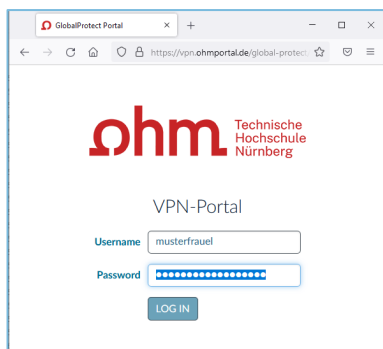 GlobalProtect Portal
https://vpn.ohmportal.de/global-protect
ohm
Technische
Hochschule
Nürnberg
VPN-Portal
Username musterfrauel
Password
LOG IN